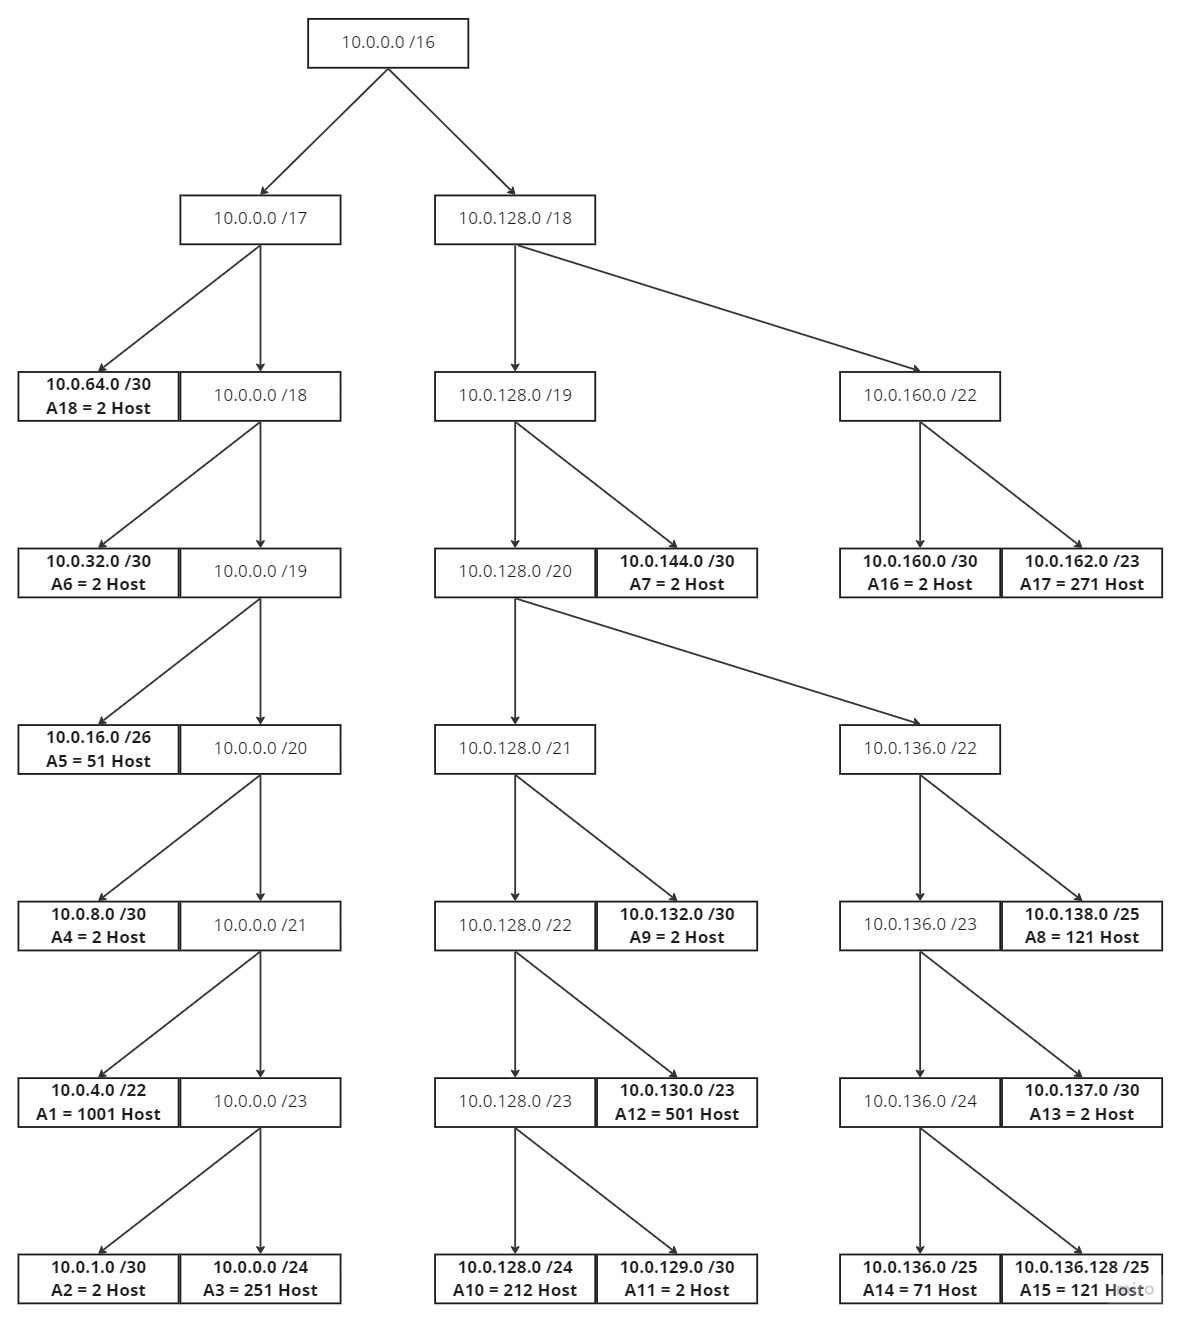 10.0.0.0 /16
10.0.0.0 /17
10.0.128.0 /18
10.0.64.0 /30
A18 = 2 Host
10.0.0.0 /18
10.0.128.0 /19
10.0.160.0 /22
10.0.32.0 /30
A6 = 2 Host
10.0.0.0 /19
10.0.128.0 /20
10.0.144.0 /30
A7 = 2 Host
10.0.160.0 /30
A16 = 2 Host
10.0.162.0 /23
A17 = 271 Host
10.0.16.0 /26
A5 = 51 Host
10.0.0.0 /20
10.0.128.0 /21
10.0.136.0 /22
10.0.8.0 /30
A4 = 2 Host
10.0.0.0 /21
10.0.128.0 /22
10.0.132.0 /30
A9 = 2 Host
10.0.136.0 /23
10.0.138.0 /25
A8 = 121 Host
10.0.4.0 /22
A1 = 1001 Host
10.0.0.0 /23
10.0.128.0 /23
10.0.130.0 /23
A12 = 501 Host
10.0.136.0 /24
10.0.137.0 /30
A13 = 2 Host
10.0.1.0 /30
A2 = 2 Host
10.0.0.0 /24
A3 = 251 Host
10.0.128.0 /24
A10 = 212 Host
10.0.129.0 /30
A11 = 2 Host
10.0.136.0 /25
A14 = 71 Host
10.0.136.128 /25
A15 = 121 Host
miro